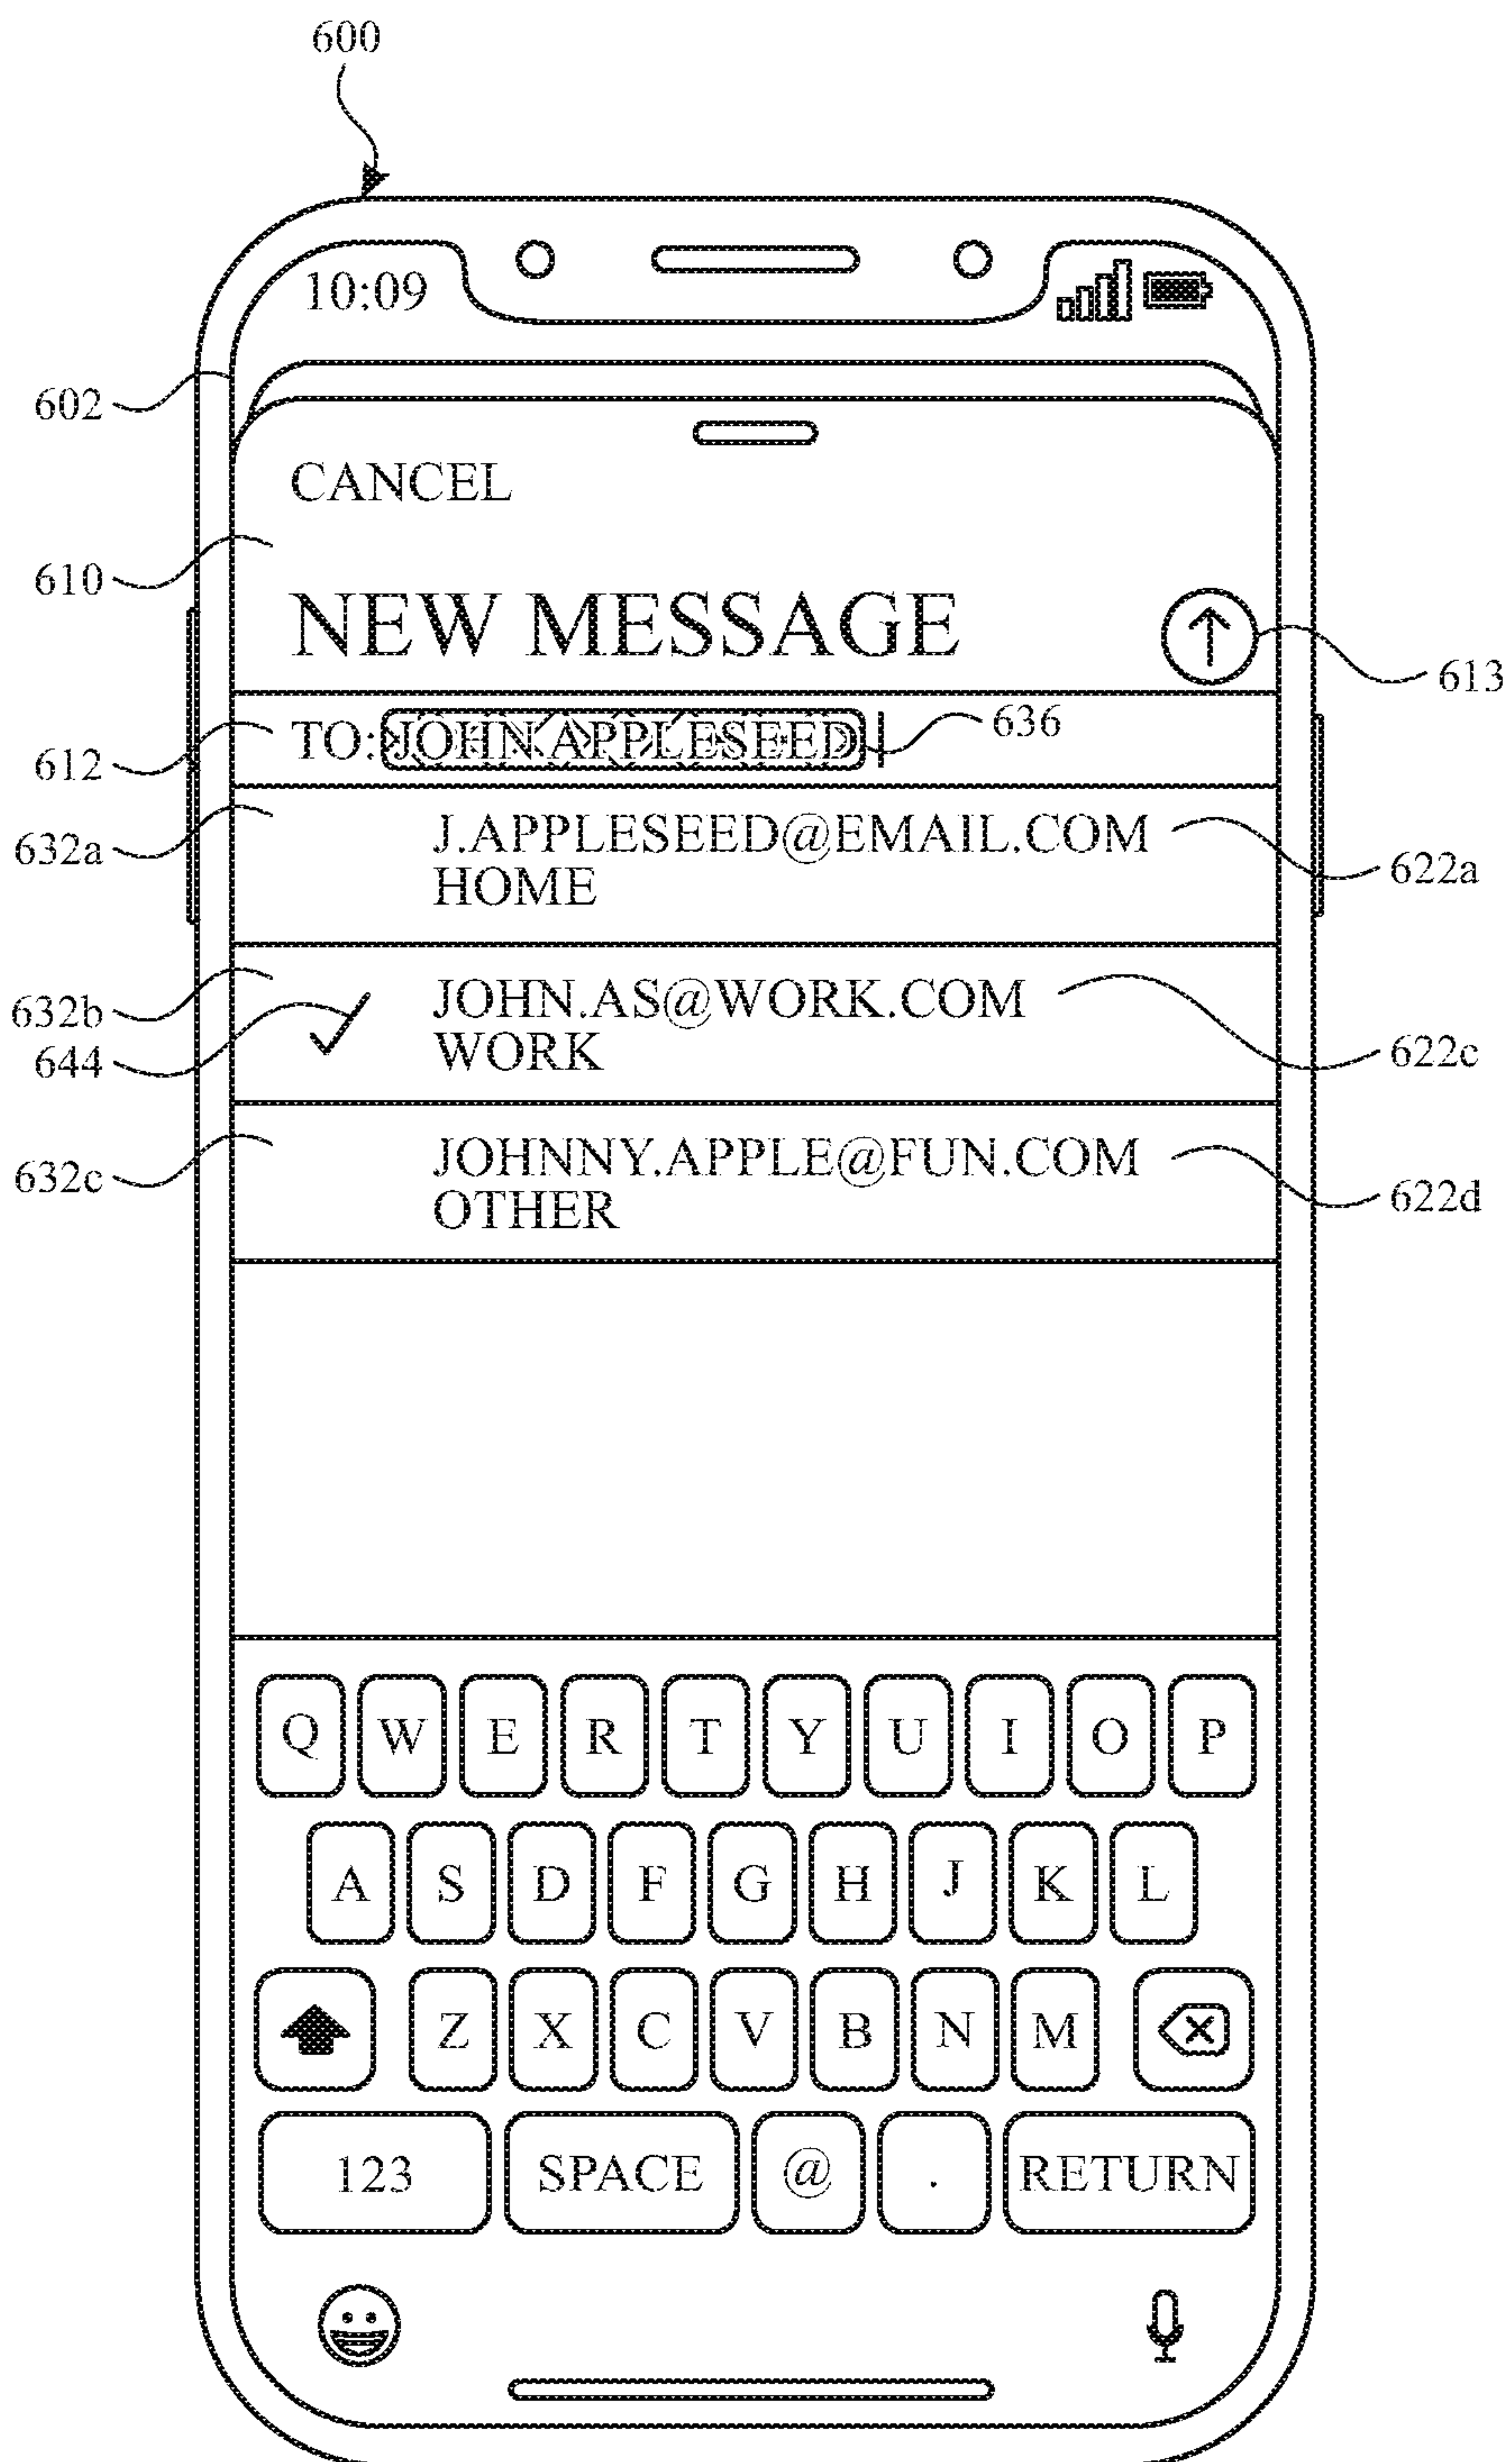 600
10:09
602
CANCEL
610
NEW MESSAGE
613
612
TO: JOHN APPLESEED
636
632a
J.APPLESEED@EMAIL.COM
HOME
622a
632b
JOHN.AS@WORK.COM
WORK
644
622c
632c
JOHNNY.APPLE@FUN.COM
OTHER
622d
Q W E R T Y U I O P
A S D F G H J K L
Z X C V B N M
123 SPACE @ . RETURN